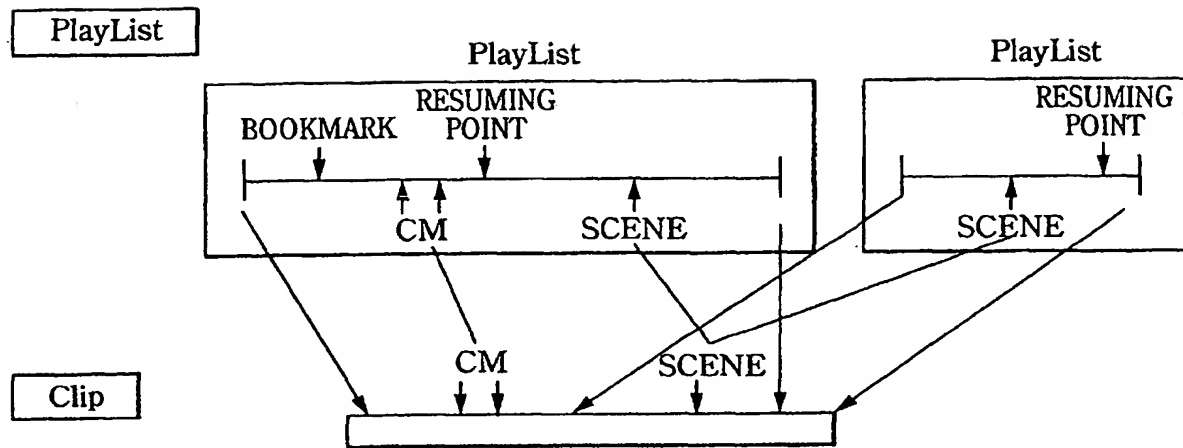 PlayList
PlayList
PlayList
BOOKMARK
RESUMING
POINT
CM
SCENE
RESUMING
POINT
SCENE
CM
SCENE
Clip